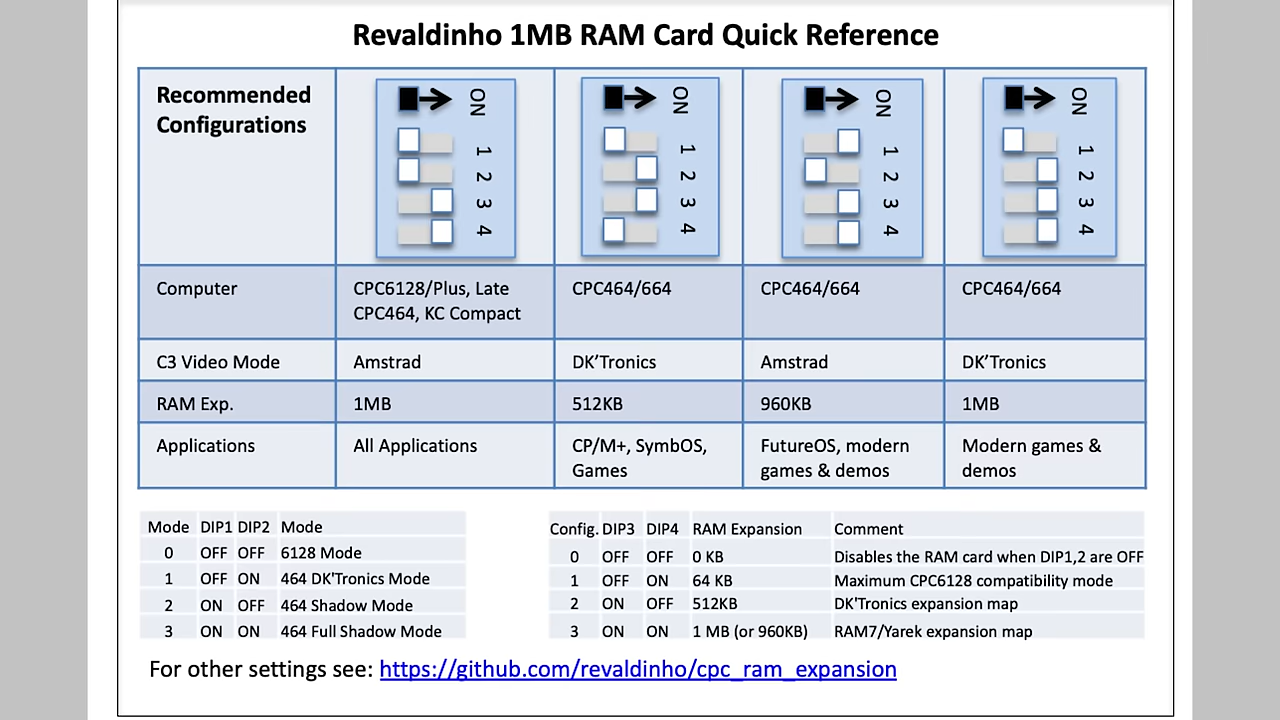 Revaldinho 1MB RAM Card Quick Reference
Recommended Configurations
ON 1 2 3 4
ON 1 2 3 4
ON 1 2 3 4
ON 1 2 3 4
Computer CPC6128/Plus, Late CPC464, KC Compact CPC464/664 CPC464/664 CPC464/664
C3 Video Mode Amstrad DK'Tronics Amstrad DK'Tronics
RAM Exp. 1MB 512KB 960KB 1MB
Applications All Applications CP/M+, SymbOS, Games FutureOS, modern games & demos Modern games & demos
Mode DIP1 DIP2 Mode
0 OFF OFF 6128 Mode
1 OFF ON 464 DK'Tronics Mode
2 ON OFF 464 Shadow Mode
3 ON ON 464 Full Shadow Mode
Config. DIP3 DIP4 RAM Expansion Comment
0 OFF OFF 0 KB Disables the RAM card when DIP1,2 are OFF
1 OFF ON 64 KB Maximum CPC6128 compatibility mode
2 ON OFF 512KB DK'Tronics expansion map
3 ON ON 1 MB (or 960KB) RAM7/Yarek expansion map
For other settings see: https://github.com/revaldinho/cpc_ram_expansion